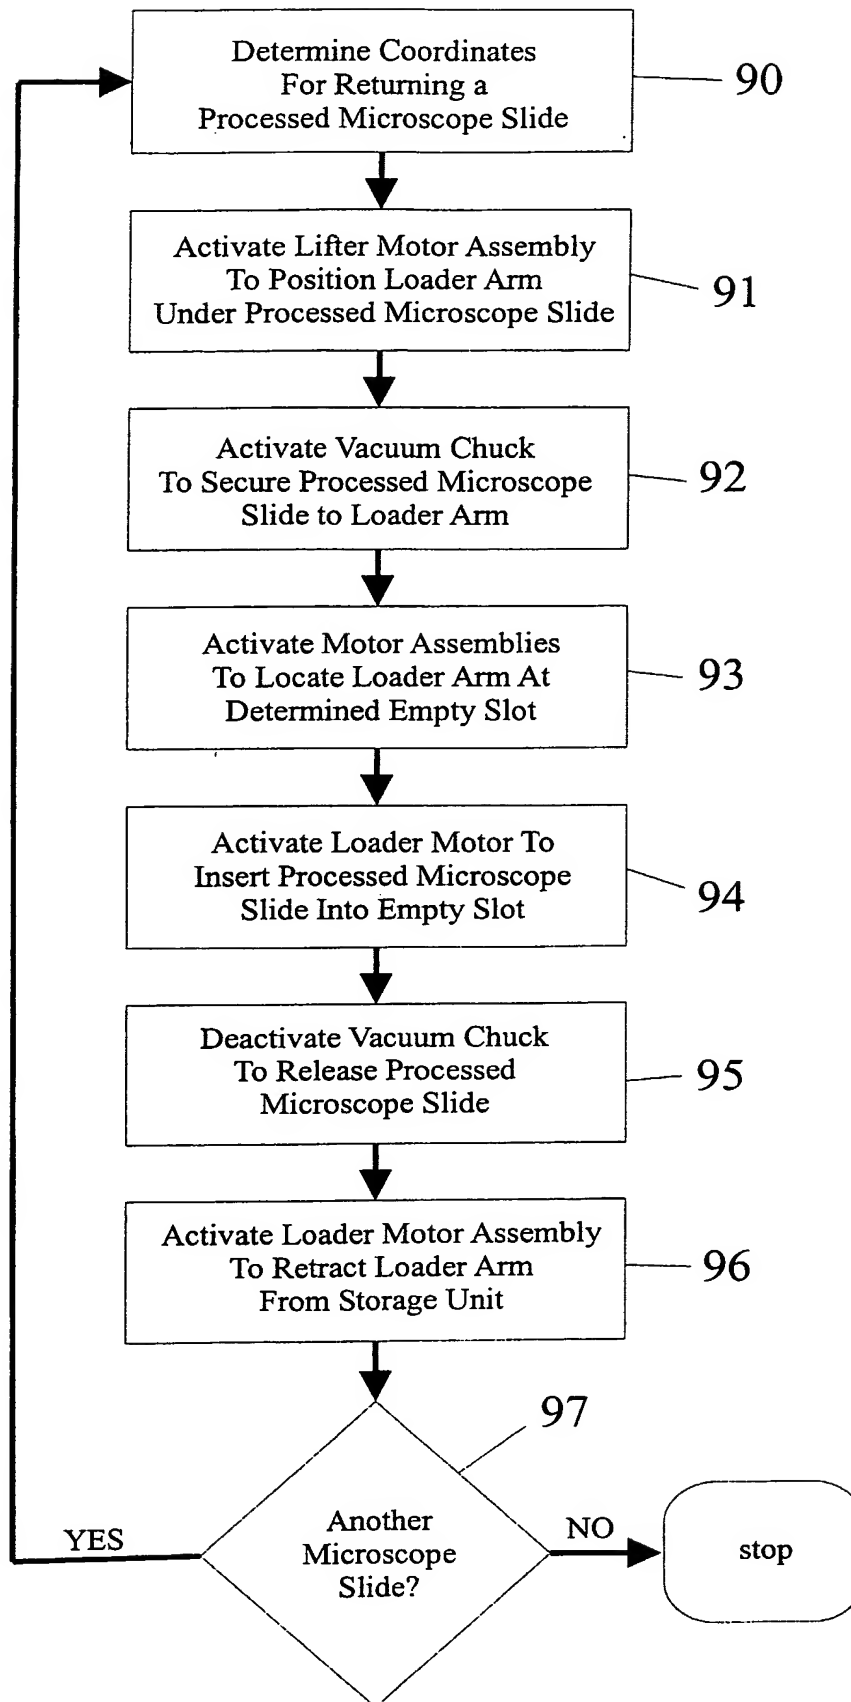 Determine Coordinates
For Returning a
Processed Microscope Slide
90
Activate Lifter Motor Assembly
To Position Loader Arm
Under Processed Microscope Slide
91
Activate Vacuum Chuck
To Secure Processed Microscope
Slide to Loader Arm
92
Activate Motor Assemblies
To Locate Loader Arm At
Determined Empty Slot
93
Activate Loader Motor To
Insert Processed Microscope
Slide Into Empty Slot
94
Deactivate Vacuum Chuck
To Release Processed
Microscope Slide
95
Activate Loader Motor Assembly
To Retract Loader Arm
From Storage Unit
96
97
Another
Microscope
Slide?
YES
NO
stop